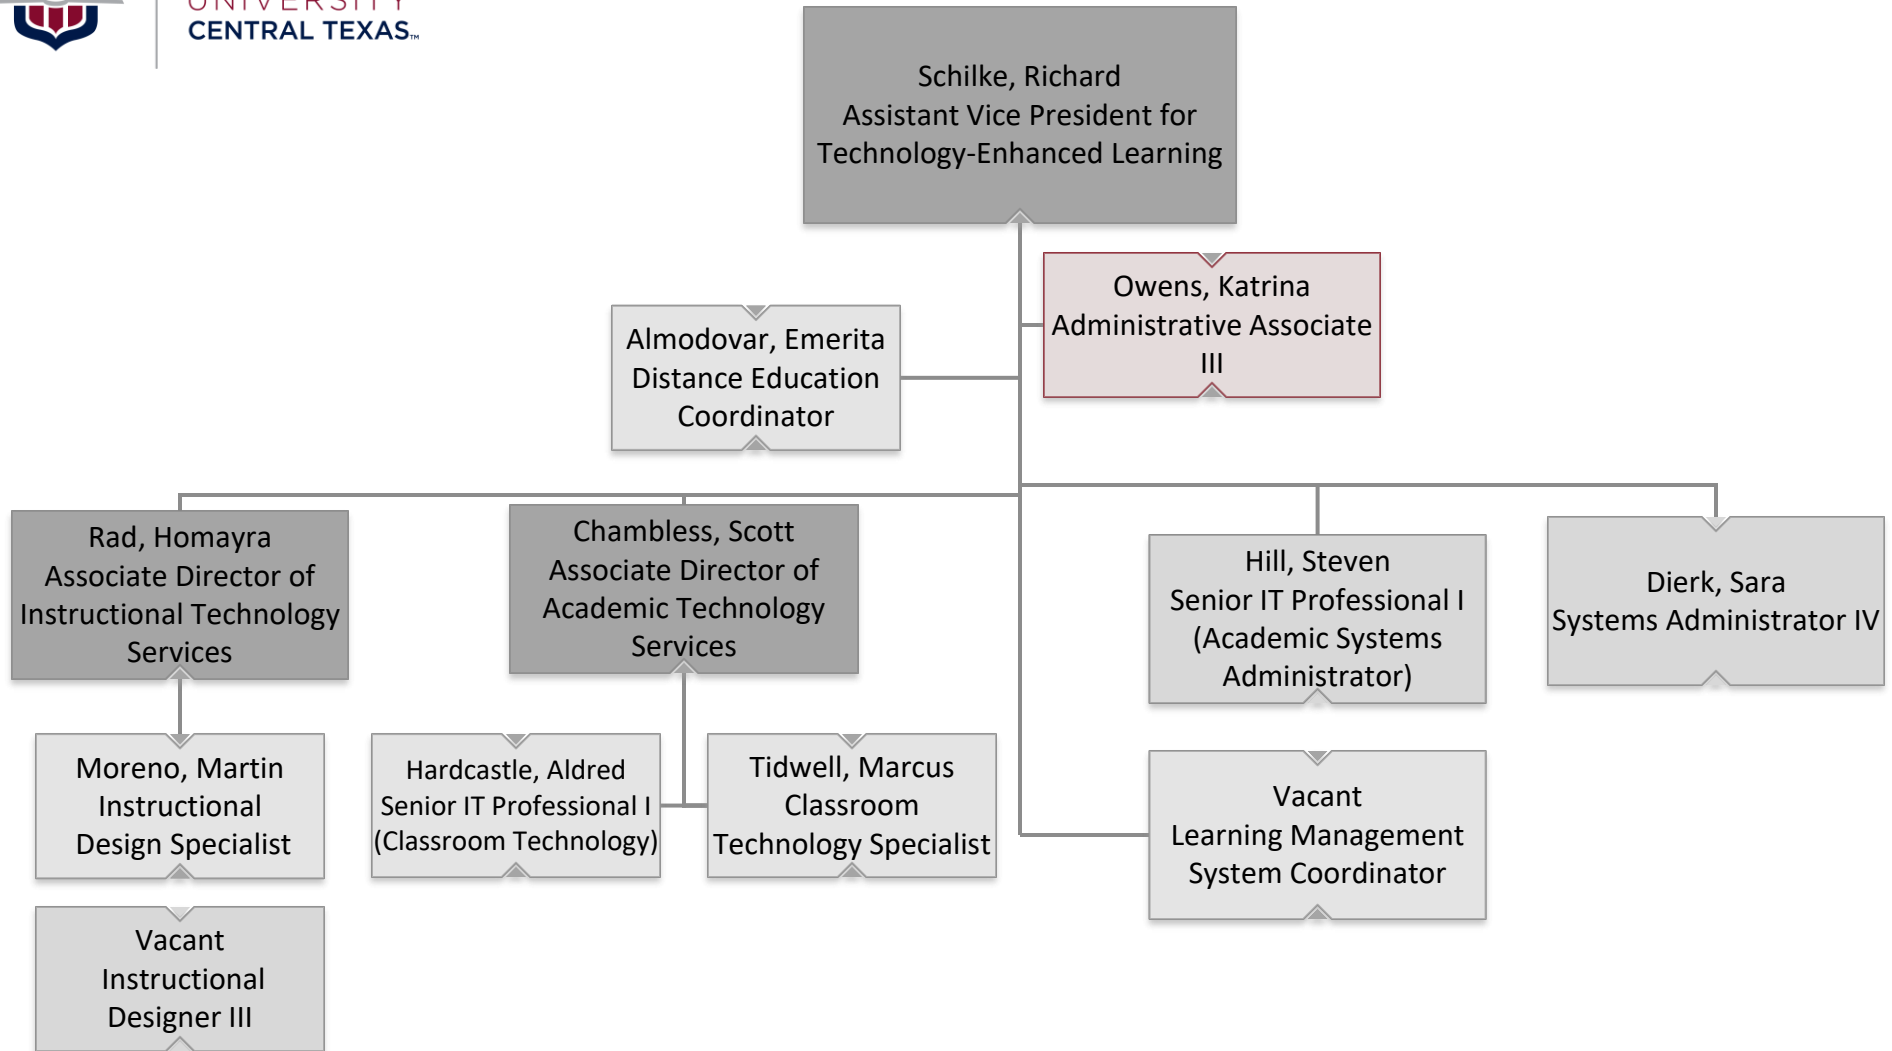 UNIVERSITY
CENTRAL TEXAS™
Schilke, Richard
Assistant Vice President for
Technology-Enhanced Learning
Owens, Katrina
Administrative Associate
III
Almodovar, Emerita
Distance Education
Coordinator
Rad, Homayra
Associate Director of
Instructional Technology
Services
Chambless, Scott
Associate Director of
Academic Technology
Services
Hill, Steven
Senior IT Professional I
(Academic Systems
Administrator)
Dierk, Sara
Systems Administrator IV
Moreno, Martin
Instructional
Design Specialist
Hardcastle, Aldred
Senior IT Professional I
(Classroom Technology)
Tidwell, Marcus
Classroom
Technology Specialist
Vacant
Learning Management
System Coordinator
Vacant
Instructional
Designer III